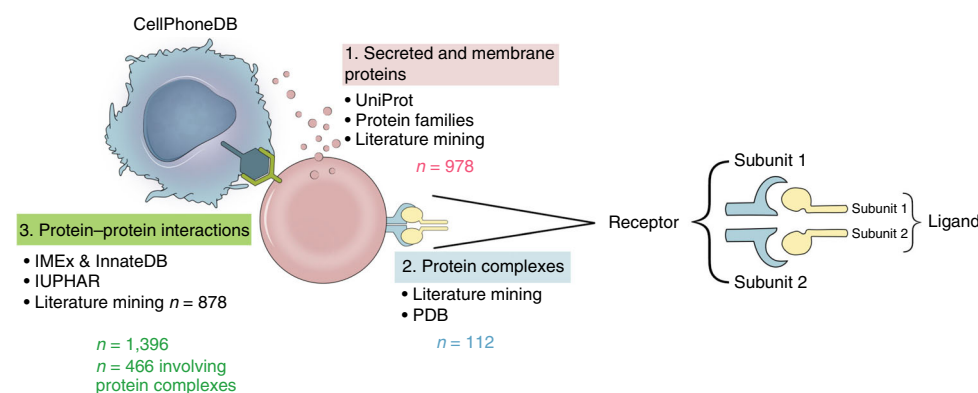 CellPhoneDB
1. Secreted and membrane
proteins
• UniProt
• Protein families
• Literature mining
n = 978
3. Protein–protein interactions
• IMEx & InnateDB
• IUPHAR
• Literature mining n = 878
n = 1,396
n = 466 involving
protein complexes
2. Protein complexes
• Literature mining
• PDB
n = 112
Receptor
Subunit 1
Subunit 2
Subunit 1
Subunit 2
Ligand